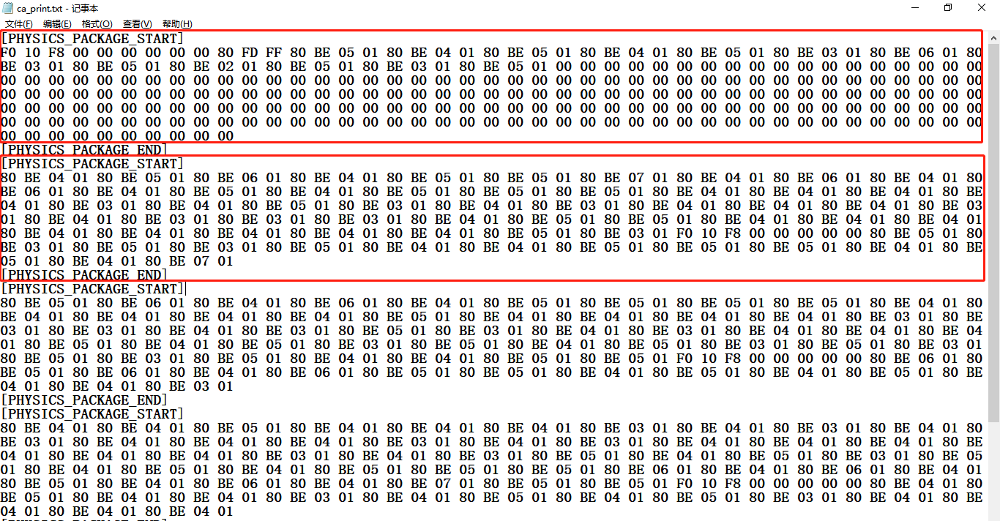 ca_print.txt - 记事本
文件(F) 编辑(E) 格式(O) 查看(V) 帮助(H)
[PHYSICS_PACKAGE_START]
F0 10 F8 00 00 00 00 00 00 80 FD FF 80 BE 05 01 80 BE 04 01 80 BE 05 01 80 BE 04 01 80 BE 05 01 80 BE 03 01 80 BE 06 01 80
BE 03 01 80 BE 05 01 80 BE 02 01 80 BE 05 01 80 BE 03 01 80 BE 05 01 00 00 00 00 00 00 00 00 00 00 00 00 00 00 00 00 00 00
00 00 00 00 00 00 00 00 00 00 00 00 00 00 00 00 00 00 00 00 00 00 00 00 00 00 00 00 00 00 00 00 00 00 00 00 00 00 00 00 00
00 00 00 00 00 00 00 00 00 00 00 00 00 00 00 00 00 00 00 00 00 00 00 00 00 00 00 00 00 00 00 00 00 00 00 00 00 00 00 00 00
00 00 00 00 00 00 00 00 00 00 00 00 00 00 00 00 00 00 00 00 00 00 00 00 00 00 00 00 00 00 00 00 00 00 00 00 00 00 00 00 00
00 00 00 00 00 00 00 00 00 00 00 00 00 00 00 00 00 00 00 00 00 00 00 00 00 00 00 00 00 00 00 00 00 00 00 00 00 00 00 00 00
00 00 00 00 00 00 00 00 00 00
[PHYSICS_PACKAGE_END]
[PHYSICS_PACKAGE_START]
80 BE 04 01 80 BE 05 01 80 BE 06 01 80 BE 04 01 80 BE 05 01 80 BE 05 01 80 BE 07 01 80 BE 04 01 80 BE 06 01 80 BE 04 01 80
BE 06 01 80 BE 04 01 80 BE 05 01 80 BE 04 01 80 BE 05 01 80 BE 05 01 80 BE 05 01 80 BE 04 01 80 BE 04 01 80 BE 04 01 80 BE
04 01 80 BE 03 01 80 BE 04 01 80 BE 05 01 80 BE 03 01 80 BE 04 01 80 BE 03 01 80 BE 04 01 80 BE 04 01 80 BE 04 01 80 BE 03
01 80 BE 04 01 80 BE 03 01 80 BE 03 01 80 BE 03 01 80 BE 04 01 80 BE 05 01 80 BE 05 01 80 BE 04 01 80 BE 04 01 80 BE 04 01
80 BE 04 01 80 BE 04 01 80 BE 04 01 80 BE 04 01 80 BE 04 01 80 BE 05 01 80 BE 03 01 F0 10 F8 00 00 00 00 00 80 BE 05 01 80
BE 03 01 80 BE 05 01 80 BE 03 01 80 BE 05 01 80 BE 04 01 80 BE 04 01 80 BE 05 01 80 BE 05 01 80 BE 05 01 80 BE 04 01 80 BE
05 01 80 BE 04 01 80 BE 07 01
[PHYSICS_PACKAGE_END]
[PHYSICS_PACKAGE_START]
80 BE 05 01 80 BE 06 01 80 BE 04 01 80 BE 06 01 80 BE 04 01 80 BE 05 01 80 BE 05 01 80 BE 05 01 80 BE 05 01 80 BE 04 01 80
BE 04 01 80 BE 04 01 80 BE 04 01 80 BE 04 01 80 BE 05 01 80 BE 04 01 80 BE 04 01 80 BE 04 01 80 BE 04 01 80 BE 03 01 80 BE
03 01 80 BE 03 01 80 BE 04 01 80 BE 03 01 80 BE 05 01 80 BE 03 01 80 BE 04 01 80 BE 03 01 80 BE 04 01 80 BE 04 01 80 BE 04
01 80 BE 05 01 80 BE 04 01 80 BE 05 01 80 BE 03 01 80 BE 05 01 80 BE 04 01 80 BE 05 01 80 BE 03 01 80 BE 05 01 80 BE 03 01
80 BE 05 01 80 BE 03 01 80 BE 05 01 80 BE 04 01 80 BE 04 01 80 BE 05 01 80 BE 05 01 F0 10 F8 00 00 00 00 00 80 BE 06 01 80
BE 05 01 80 BE 06 01 80 BE 04 01 80 BE 06 01 80 BE 05 01 80 BE 05 01 80 BE 04 01 80 BE 05 01 80 BE 04 01 80 BE 05 01 80 BE
04 01 80 BE 04 01 80 BE 03 01
[PHYSICS_PACKAGE_END]
[PHYSICS_PACKAGE_START]
80 BE 04 01 80 BE 04 01 80 BE 05 01 80 BE 04 01 80 BE 04 01 80 BE 04 01 80 BE 03 01 80 BE 04 01 80 BE 03 01 80 BE 04 01 80
BE 03 01 80 BE 04 01 80 BE 04 01 80 BE 04 01 80 BE 03 01 80 BE 04 01 80 BE 03 01 80 BE 04 01 80 BE 04 01 80 BE 04 01 80 BE
04 01 80 BE 04 01 80 BE 04 01 80 BE 03 01 80 BE 04 01 80 BE 03 01 80 BE 05 01 80 BE 04 01 80 BE 05 01 80 BE 03 01 80 BE 05
01 80 BE 04 01 80 BE 05 01 80 BE 04 01 80 BE 05 01 80 BE 05 01 80 BE 05 01 80 BE 06 01 80 BE 04 01 80 BE 06 01 80 BE 04 01
80 BE 05 01 80 BE 04 01 80 BE 06 01 80 BE 04 01 80 BE 07 01 80 BE 05 01 80 BE 05 01 F0 10 F8 00 00 00 00 00 80 BE 04 01 80
BE 05 01 80 BE 04 01 80 BE 04 01 80 BE 03 01 80 BE 04 01 80 BE 05 01 80 BE 04 01 80 BE 05 01 80 BE 03 01 80 BE 04 01 80 BE
04 01 80 BE 04 01 80 BE 04 01